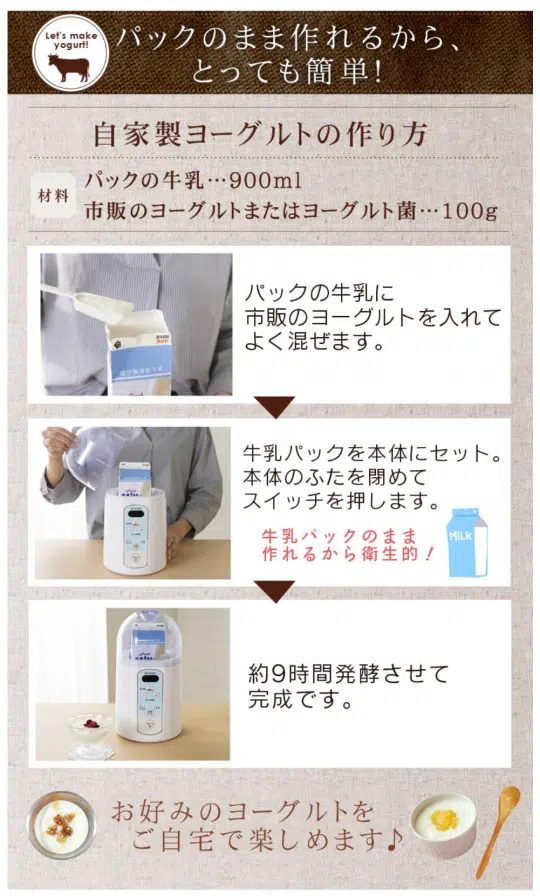 Let's make
yogurt!
パックのまま作れるから、
とっても簡単!
自家製ヨーグルトの作り方
材料
パックの牛乳…900ml
市販のヨーグルトまたはヨーグルト菌…100g
パックの牛乳に
市販のヨーグルトを入れて
よく混ぜます。
牛乳パックを本体にセット。
本体のふたを閉めて
スイッチを押します。
牛乳パックのまま
作れるから衛生的!
MILK
約9時間発酵させて
完成です。
お好みのヨーグルトを
ご自宅で楽しめます♪